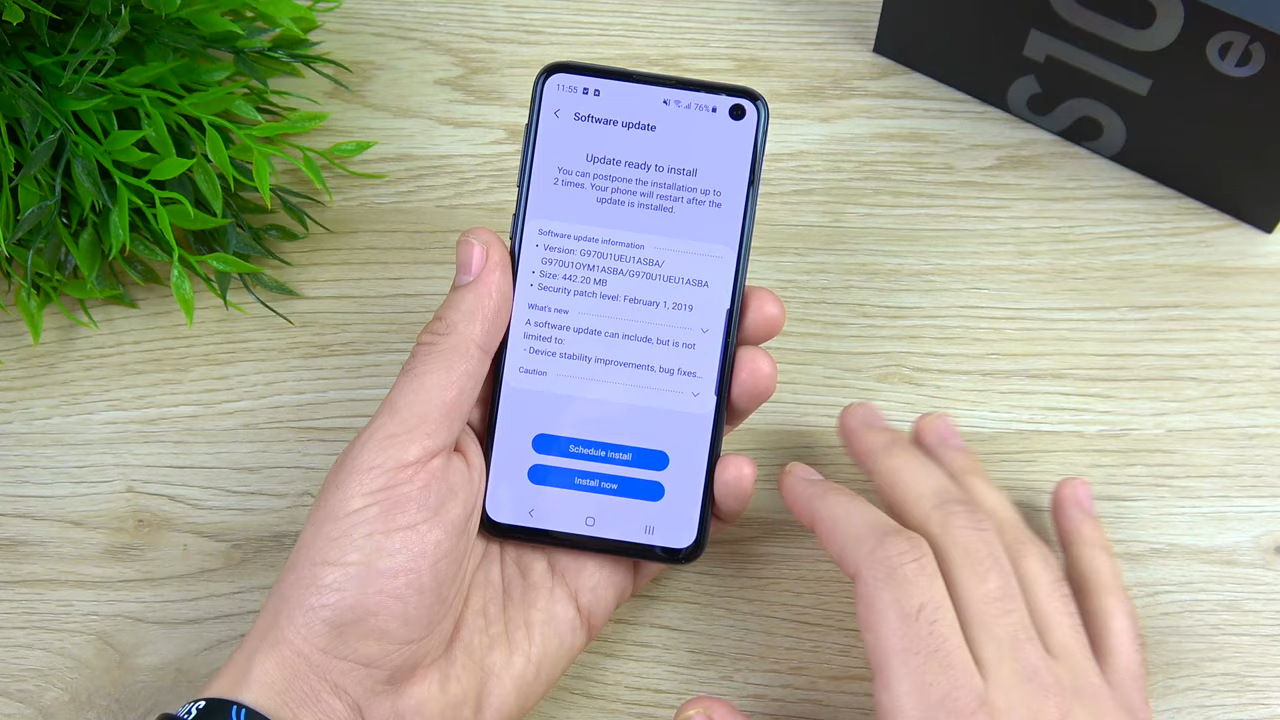 S10
e
11:55
76%
Software update
Update ready to install
You can postpone the installation up to
2 times. Your phone will restart after the
update is installed.
Software update information
• Version: G970U1UEU1ASBA/
G970U1OYM1ASBA/G970U1UEU1ASBA
• Size: 442.20 MB
• Security patch level: February 1, 2019
What's new
A software update can include, but is not
limited to:
- Device stability improvements, bug fixes...
Caution
Schedule install
Install now